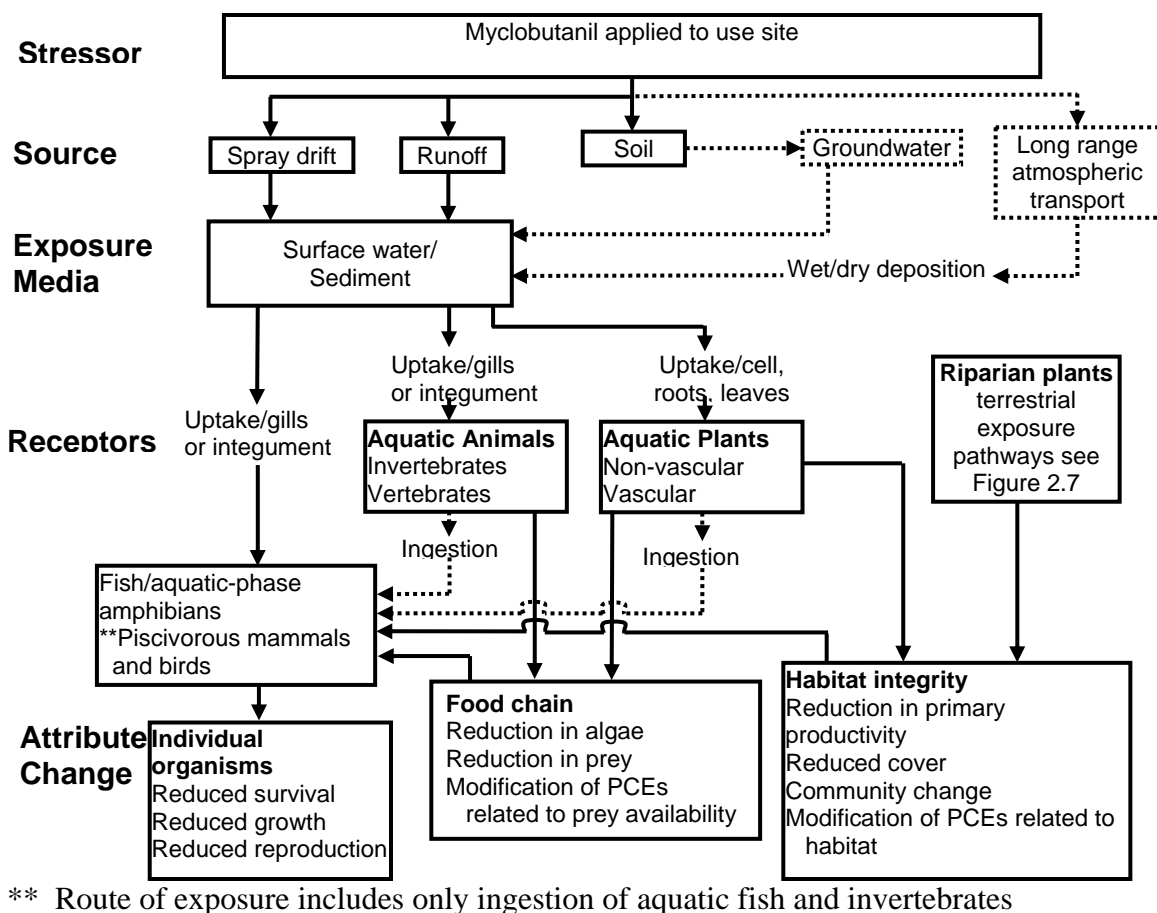 Stressor
Myclobutanil applied to use site
Source
Spray drift
Runoff
Soil
Groundwater
Long range
atmospheric
transport
Exposure
Media
Surface water/
Sediment
Wet/dry deposition
Uptake/gills
or integument
Uptake/cell,
roots, leaves
Riparian plants
terrestrial
exposure
pathways see
Figure 2.7
Receptors
Uptake/gills
or integument
Aquatic Animals
Invertebrates
Vertebrates
Aquatic Plants
Non-vascular
Vascular
Ingestion
Ingestion
Fish/aquatic-phase
amphibians
**Piscivorous mammals
and birds
Attribute
Change
Individual
organisms
Reduced survival
Reduced growth
Reduced reproduction
Food chain
Reduction in algae
Reduction in prey
Modification of PCEs
related to prey availability
Habitat integrity
Reduction in primary
productivity
Reduced cover
Community change
Modification of PCEs related to
habitat
** Route of exposure includes only ingestion of aquatic fish and invertebrates